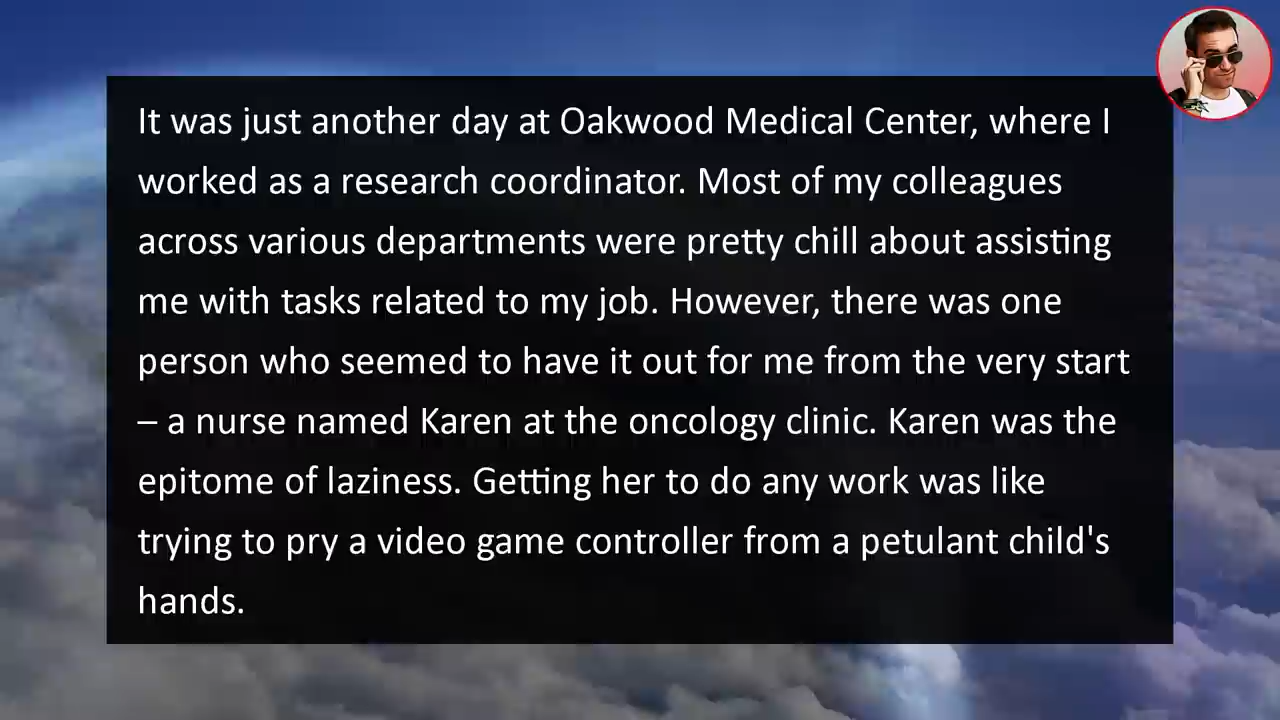 It was just another day at Oakwood Medical Center, where I
worked as a research coordinator. Most of my colleagues
across various departments were pretty chill about assisting
me with tasks related to my job. However, there was one
person who seemed to have it out for me from the very start
– a nurse named Karen at the oncology clinic. Karen was the
epitome of laziness. Getting her to do any work was like
trying to pry a video game controller from a petulant child's
hands.